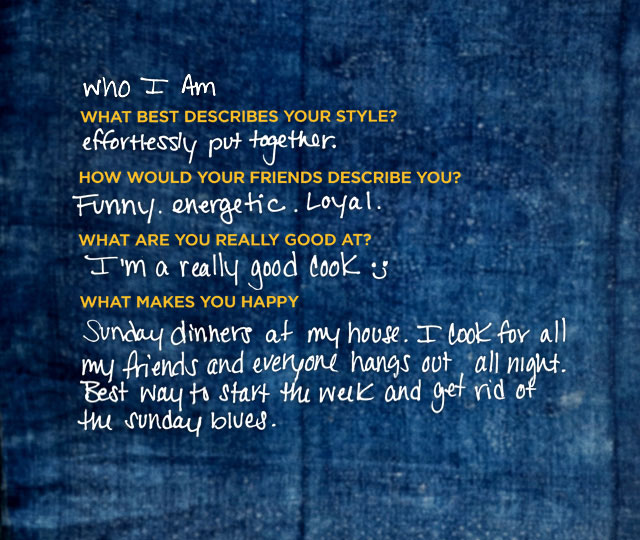 Who I Am
WHAT BEST DESCRIBES YOUR STYLE?
effortlessly put together.
HOW WOULD YOUR FRIENDS DESCRIBE YOU?
Funny. energetic. Loyal.
WHAT ARE YOU REALLY GOOD AT?
I'm a really good cook :)
WHAT MAKES YOU HAPPY
Sunday dinners at my house. I cook for all
my friends and everyone hangs out, all night.
Best way to start the week and get rid of
the sunday blues.